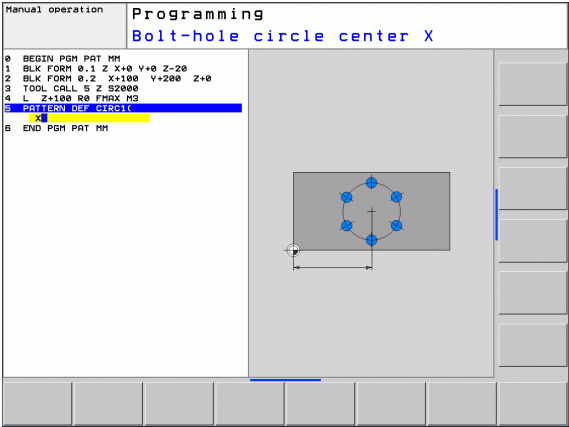 Manual operation
Programming
Bolt-hole circle center X
0 BEGIN PGM PAT MM
1 BLK FORM 0.1 Z X+0 Y+0 Z-20
2 BLK FORM 0.2 X+100 Y+200 Z+0
3 TOOL CALL 5 Z S2000
4 L Z+100 R0 FMAX M3
5 PATTERN DEF CIRC1(
X
6 END PGM PAT MM